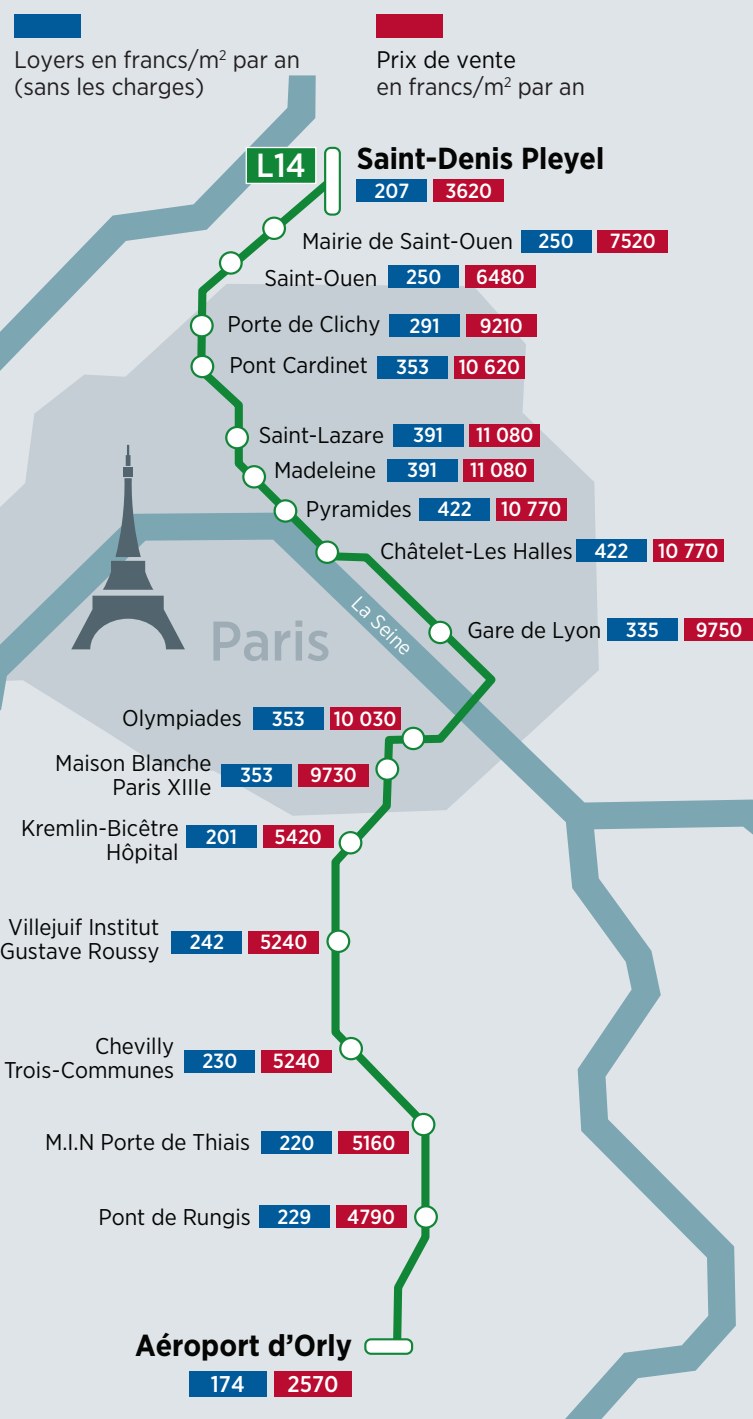 Loyers en francs/m² par an
(sans les charges)
Prix de vente
en francs/m² par an
L14
Saint-Denis Pleyel
207 3620
Mairie de Saint-Ouen 250 7520
Saint-Ouen 250 6480
Porte de Clichy 291 9210
Pont Cardinet 353 10 620
Saint-Lazare 391 11 080
Madeleine 391 11 080
Pyramides 422 10 770
Châtelet-Les Halles 422 10 770
La Seine
Paris
Gare de Lyon 335 9750
Olympiades 353 10 030
Maison Blanche
Paris XIIIe
353 9730
Kremlin-Bicêtre
Hôpital
201 5420
Villejuif Institut
Gustave Roussy
242 5240
Chevilly
Trois-Communes
230 5240
M.I.N Porte de Thiais 220 5160
Pont de Rungis 229 4790
Aéroport d'Orly
174 2570